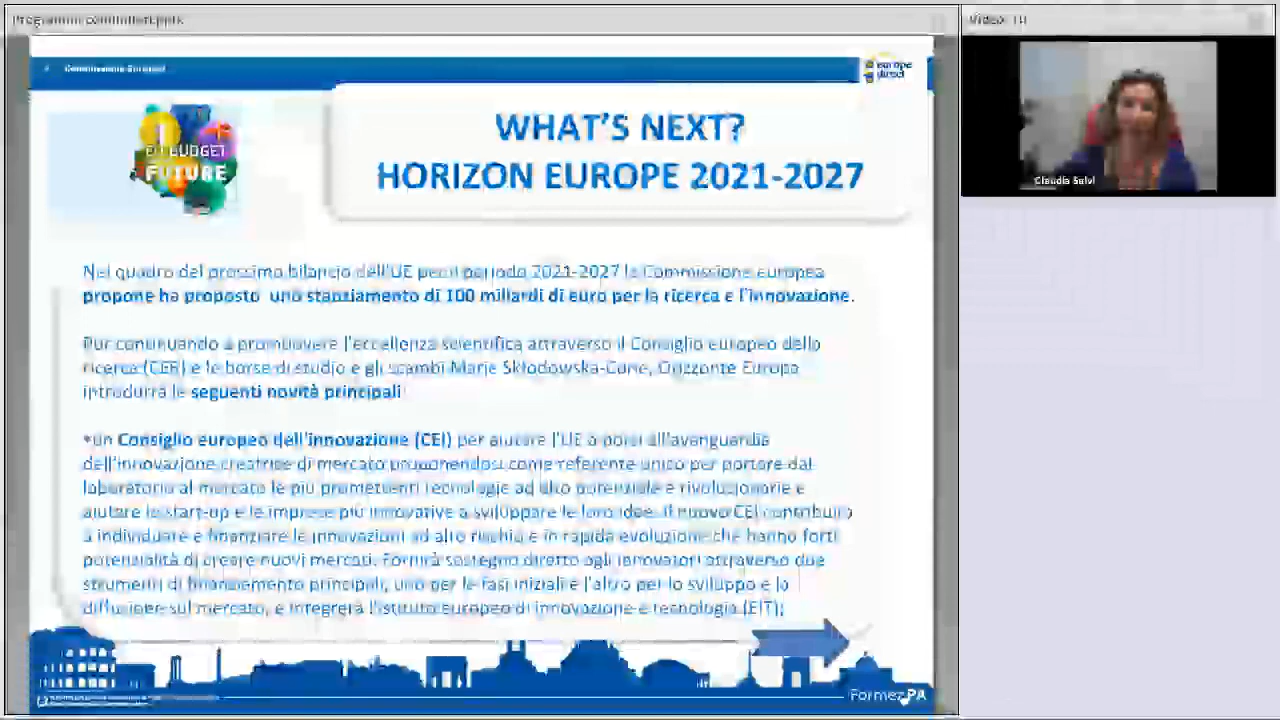 Programmi comunitari.pptx
Video: TU
Commissione Europea
europe
direct
EU BUDGET
FUTURE
WHAT'S NEXT?
HORIZON EUROPE 2021-2027
Claudia Salvi
Nel quadro del prossimo bilancio dell'UE per il periodo 2021-2027 la Commissione europea
propone ha proposto uno stanziamento di 100 miliardi di euro per la ricerca e l'innovazione.
Pur continuando a promuovere l'eccellenza scientifica attraverso il Consiglio europeo della
ricerca (CER) e le borse di studio e gli scambi Marie Skłodowska-Curie, Orizzonte Europa
introdurrà le seguenti novità principali
•un Consiglio europeo dell'innovazione (CEI) per aiutare l'UE a porsi all'avanguardia
dell'innovazione creatrice di mercato proponendosi come referente unico per portare dal
laboratorio al mercato le più promettenti tecnologie ad alto potenziale e rivoluzionarie e
aiutare le start-up e le imprese più innovative a sviluppare le loro idee. Il nuovo CEI contribuirà
a individuare e finanziare le innovazioni ad alto rischio e in rapida evoluzione che hanno forti
potenzialità di creare nuovi mercati. Fornirà sostegno diretto agli innovatori attraverso due
strumenti di finanziamento principali, uno per le fasi iniziali e l'altro per lo sviluppo e la
diffusione sul mercato, e integrerà l'Istituto europeo di innovazione e tecnologia (EIT);
Formez PA